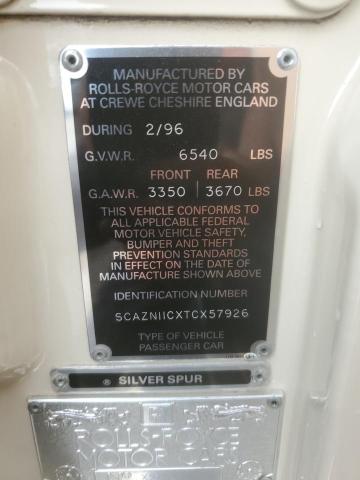 MANUFACTURED BY
ROLLS-ROYCE MOTOR CARS
AT CREWE CHESHIRE ENGLAND
DURING 2/96
G.V.W.R. 6540 LBS
FRONT REAR
G.A.W.R. 3350 3670 LBS
THIS VEHICLE CONFORMS TO
ALL APPLICABLE FEDERAL
MOTOR VEHICLE SAFETY,
BUMPER AND THEFT
PREVENTION STANDARDS
IN EFFECT ON THE DATE OF
MANUFACTURE SHOWN ABOVE
IDENTIFICATION NUMBER
SCAZN11CXTCX57926
TYPE OF VEHICLE
PASSENGER CAR
® SILVER SPUR
ROLLS-ROYCE
MOTOR CARS